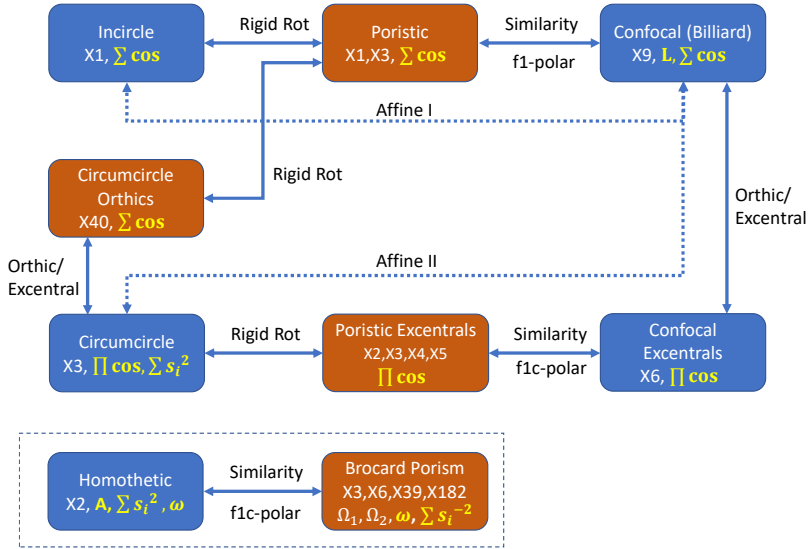 Incircle
X1, ∑ cos
Rigid Rot
Poristic
X1,X3, ∑ cos
Similarity
f1-polar
Confocal (Billiard)
X9, L, ∑ cos
Affine I
Circumcircle
Orthics
X40, ∑ cos
Rigid Rot
Orthic/
Excentral
Orthic/
Excentral
Affine II
Circumcircle
X3, ∏ cos, ∑ sᵢ²
Rigid Rot
Poristic Excentrals
X2,X3,X4,X5
∏ cos
Similarity
f1c-polar
Confocal
Excentrals
X6, ∏ cos
Homothetic
X2, A, ∑ sᵢ², ω
Similarity
f1c-polar
Brocard Porism
X3,X6,X39,X182
Ω₁, Ω₂, ω, ∑ sᵢ⁻²